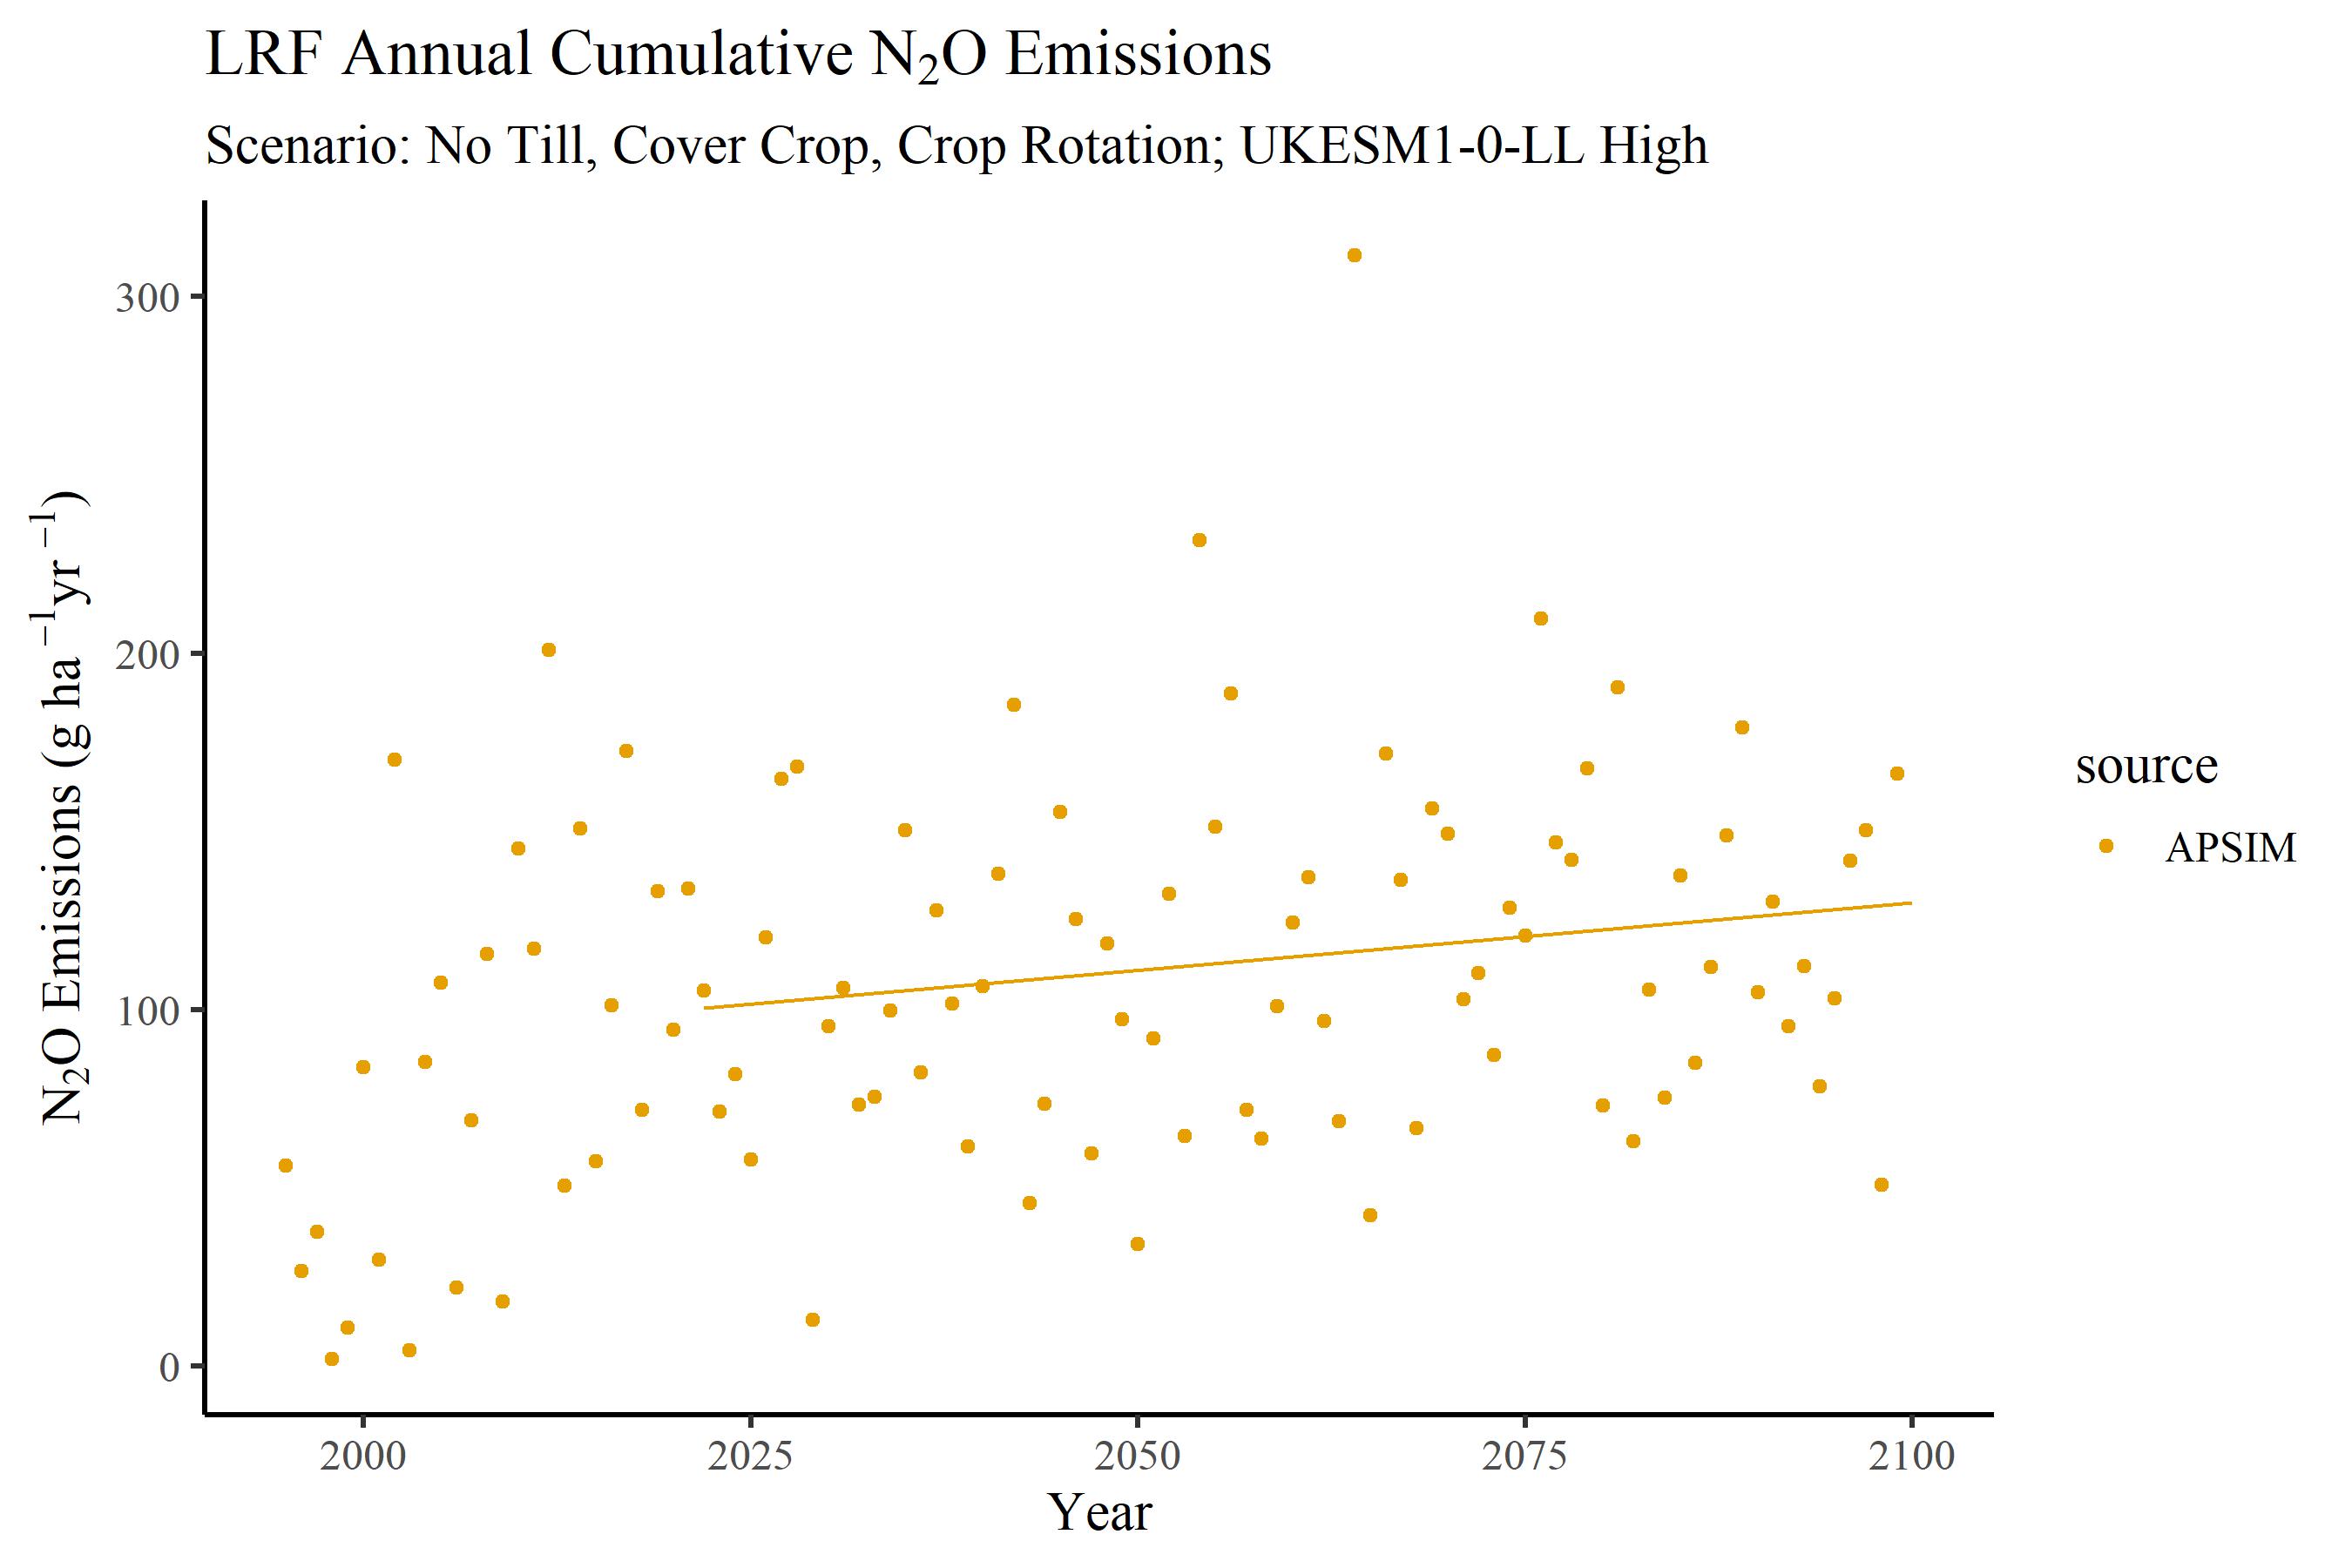 LRF Annual Cumulative N₂O Emissions
Scenario: No Till, Cover Crop, Crop Rotation; UKESM1-0-LL High
N₂O Emissions (g ha⁻¹yr⁻¹)
300
200
100
0
2000 2025 2050 2075 2100
Year
source
APSIM